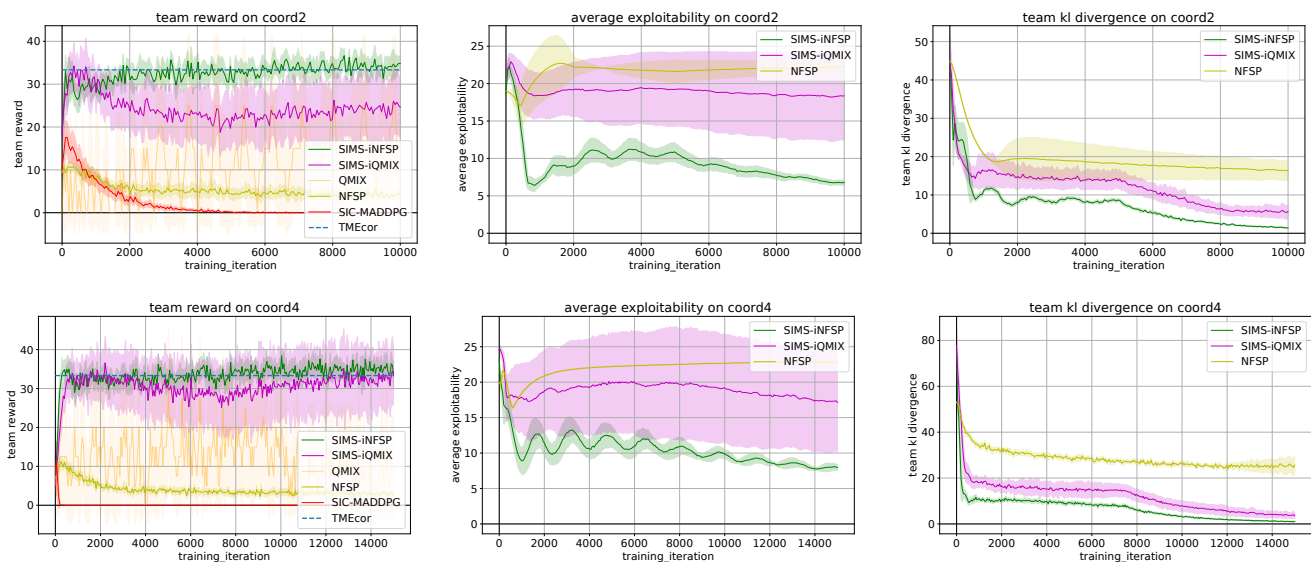 team reward on coord2
40
30
20
10
0
team reward
SIMS-iNFSP
SIMS-iQMIX
QMIX
NFSP
SIC-MADDPG
TMEcor
0 2000 4000 6000 8000 10000
training_iteration
average exploitability on coord2
25
20
15
10
5
0
average exploitability
SIMS-iNFSP
SIMS-iQMIX
NFSP
0 2000 4000 6000 8000 10000
training_iteration
team kl divergence on coord2
50
40
30
20
10
0
team kl divergence
SIMS-iNFSP
SIMS-iQMIX
NFSP
0 2000 4000 6000 8000 10000
training_iteration
team reward on coord4
40
30
20
10
0
team reward
SIMS-iNFSP
SIMS-iQMIX
QMIX
NFSP
SIC-MADDPG
TMEcor
0 2000 4000 6000 8000 10000 12000 14000
training_iteration
average exploitability on coord4
25
20
15
10
5
0
average exploitability
SIMS-iNFSP
SIMS-iQMIX
NFSP
0 2000 4000 6000 8000 10000 12000 14000
training_iteration
team kl divergence on coord4
80
60
40
20
0
team kl divergence
SIMS-iNFSP
SIMS-iQMIX
NFSP
0 2000 4000 6000 8000 10000 12000 14000
training_iteration